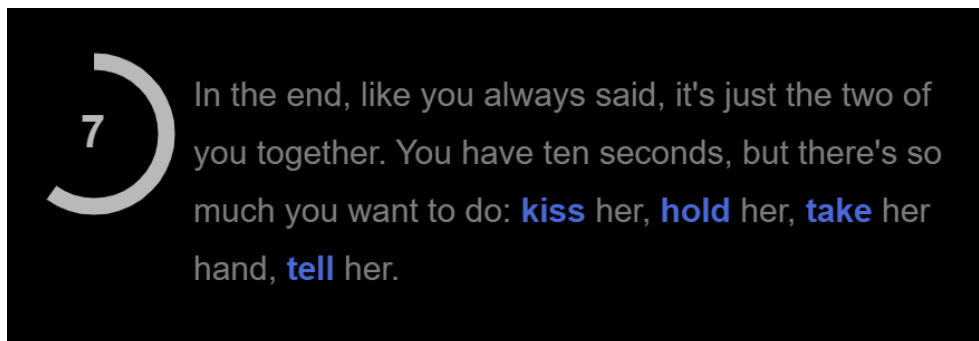 7
In the end, like you always said, it's just the two of
you together. You have ten seconds, but there's so
much you want to do: kiss her, hold her, take her
hand, tell her.